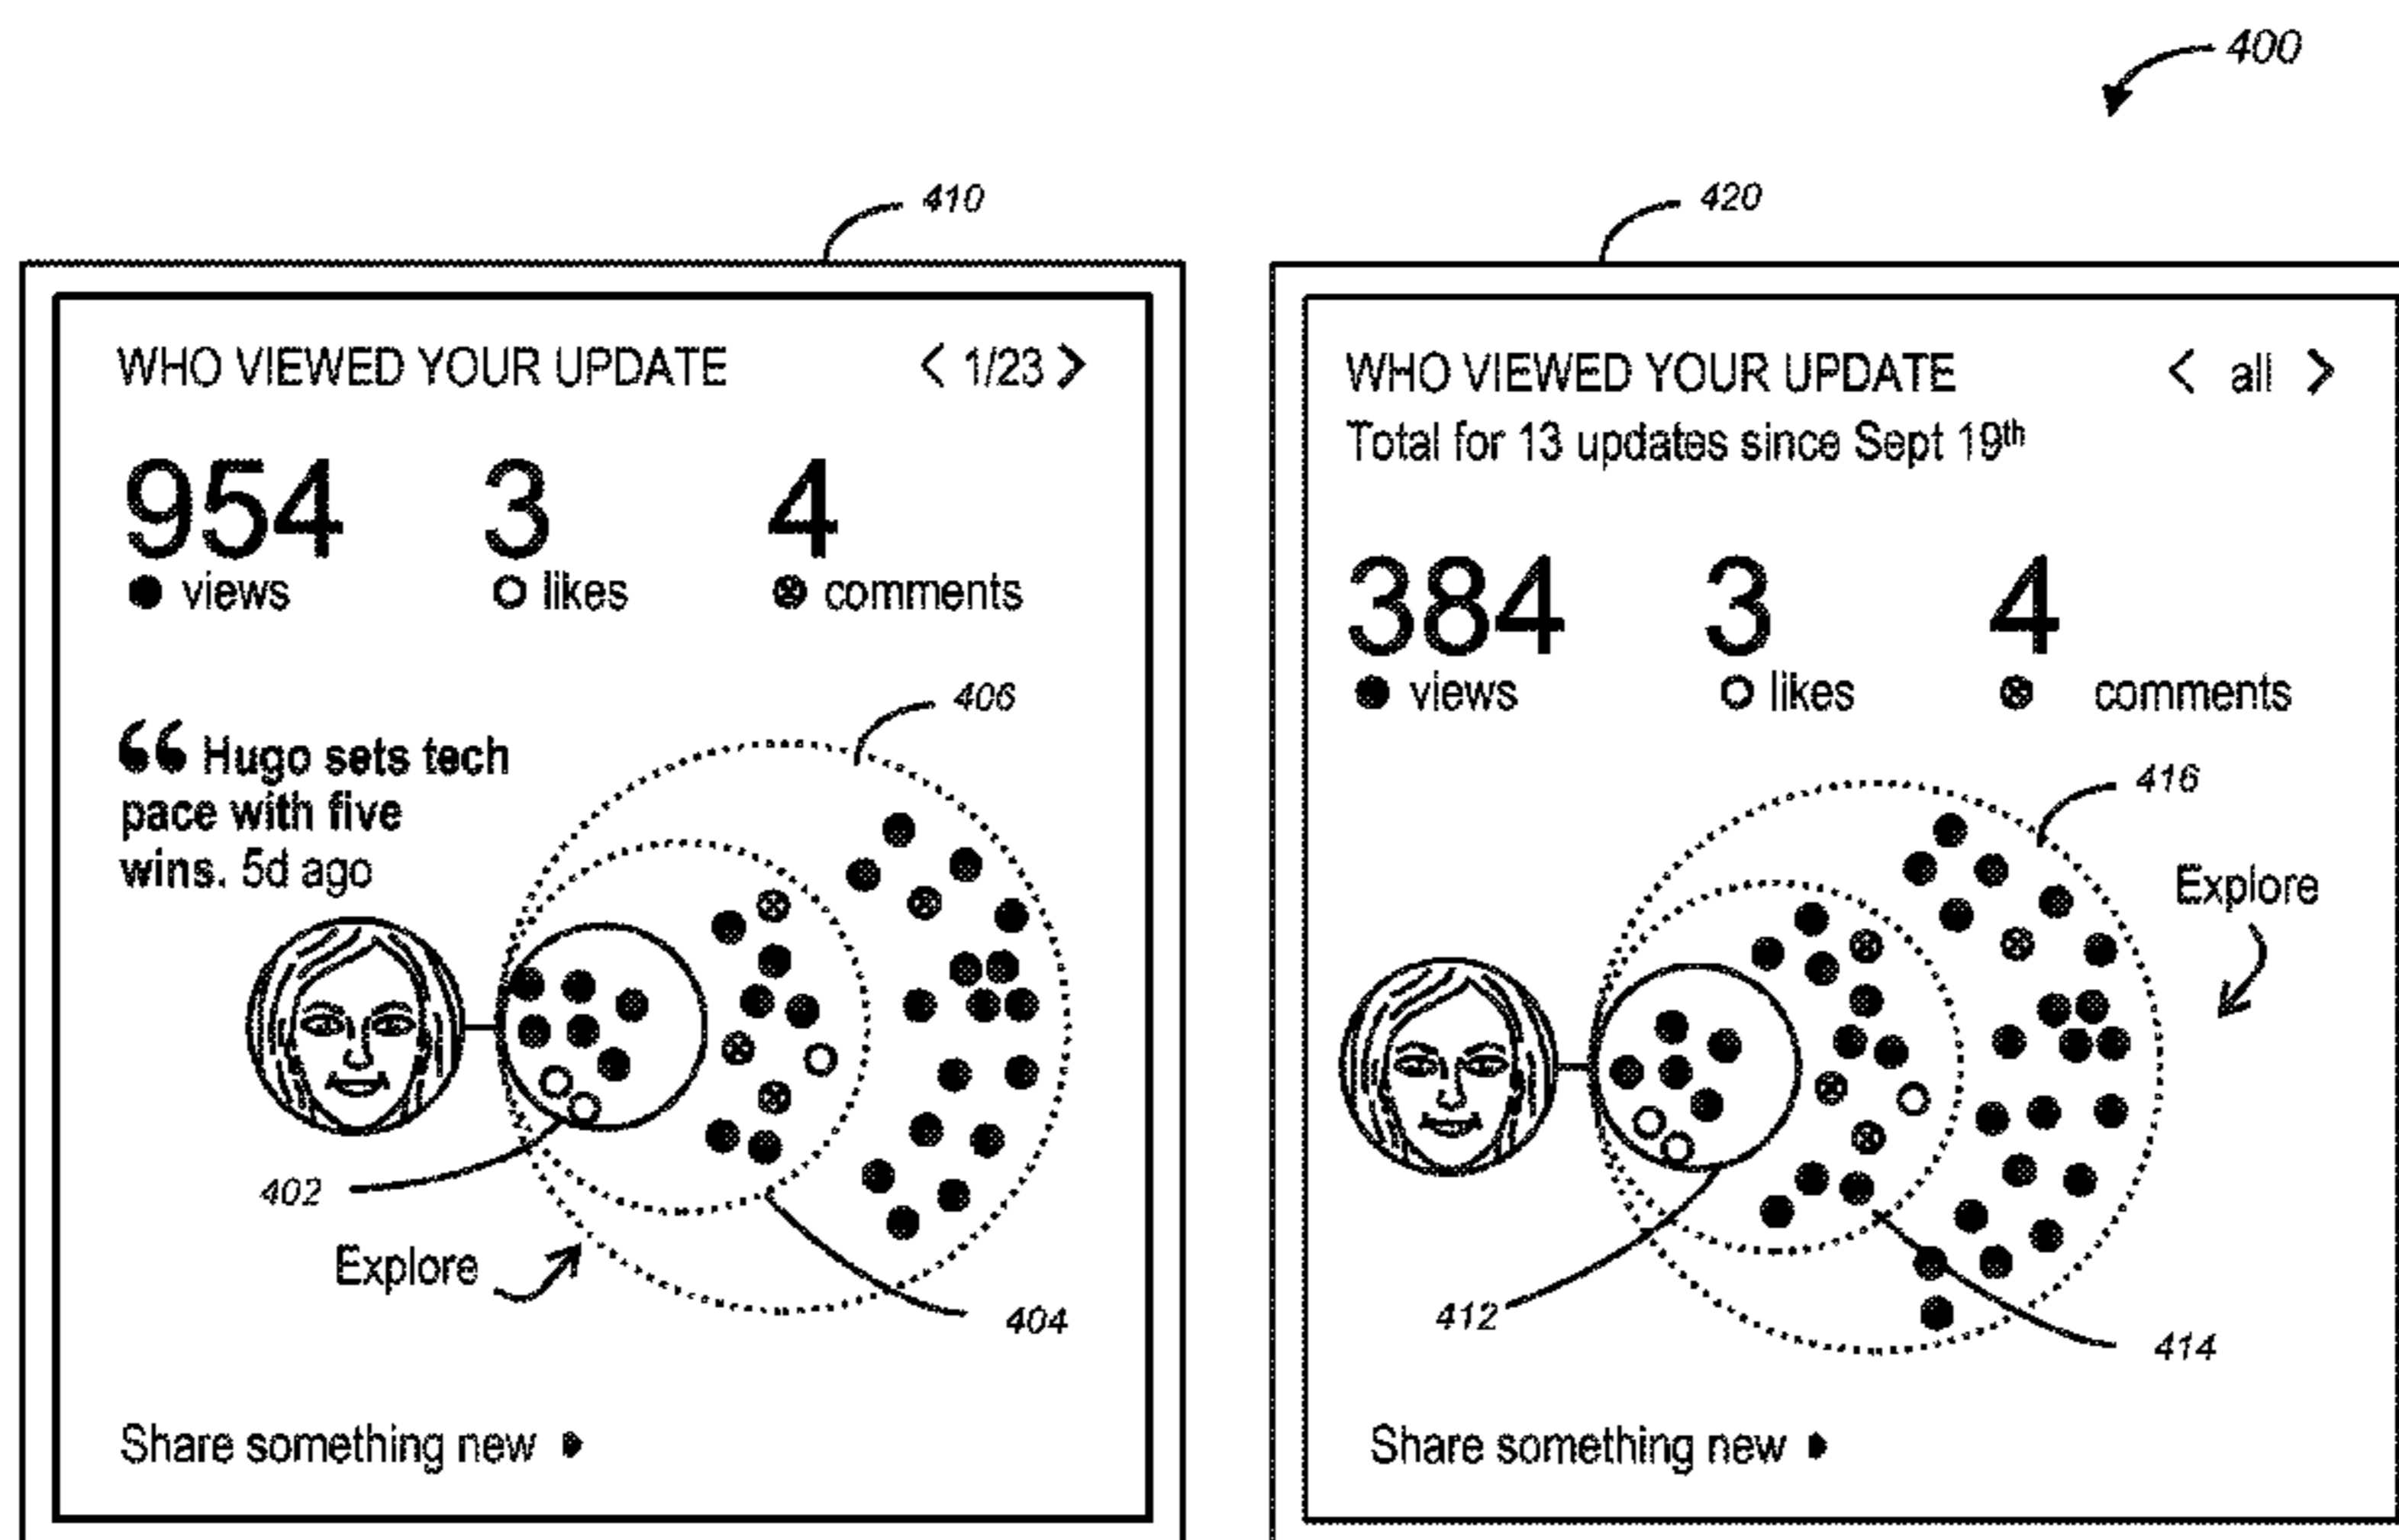 400
410
WHO VIEWED YOUR UPDATE < 1/23 >
954 3 4
views likes comments
406
“ Hugo sets tech
pace with five
wins. 5d ago
402
Explore
404
Share something new
420
WHO VIEWED YOUR UPDATE < all >
Total for 13 updates since Sept 19th
384 3 4
views likes comments
416
Explore
412
414
Share something new